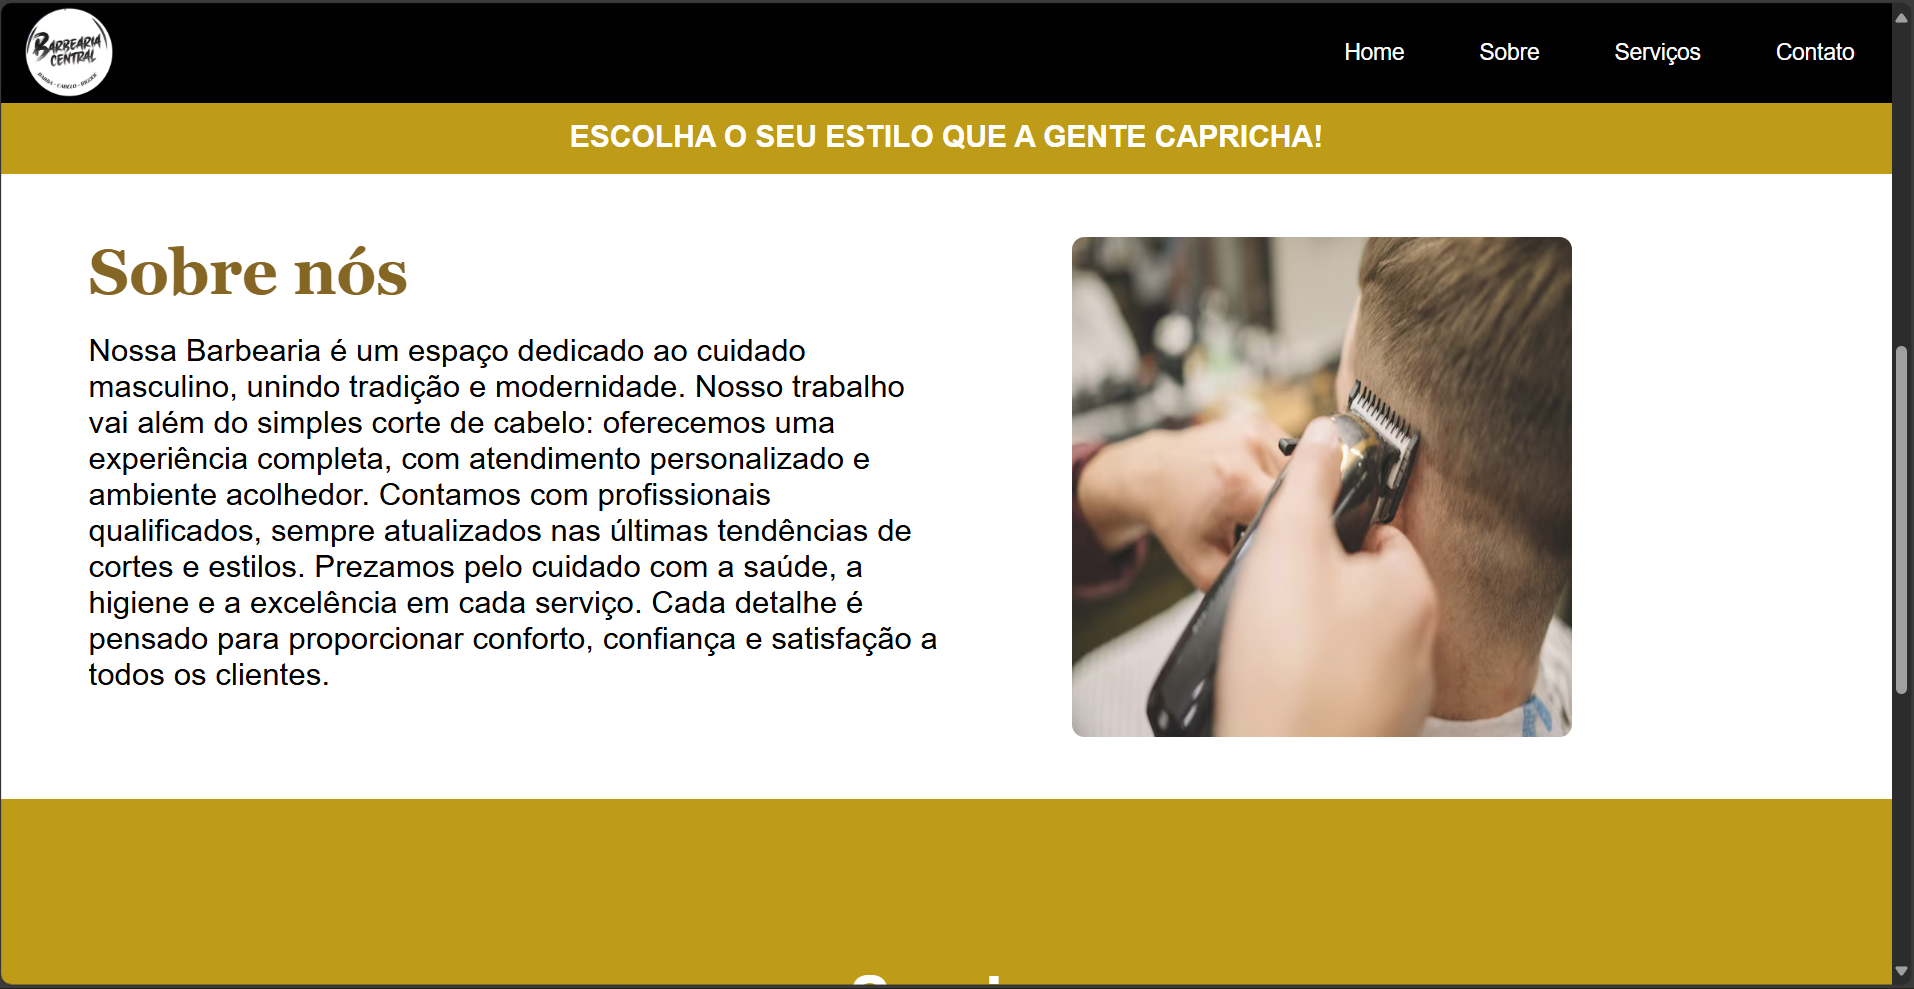 BARBEARIA
CENTRAL
BARBA - CABELO - BIGODE
Home
Sobre
Serviços
Contato
ESCOLHA O SEU ESTILO QUE A GENTE CAPRICHA!
Sobre nós
Nossa Barbearia é um espaço dedicado ao cuidado
masculino, unindo tradição e modernidade. Nosso trabalho
vai além do simples corte de cabelo: oferecemos uma
experiência completa, com atendimento personalizado e
ambiente acolhedor. Contamos com profissionais
qualificados, sempre atualizados nas últimas tendências de
cortes e estilos. Prezamos pelo cuidado com a saúde, a
higiene e a excelência em cada serviço. Cada detalhe é
pensado para proporcionar conforto, confiança e satisfação a
todos os clientes.